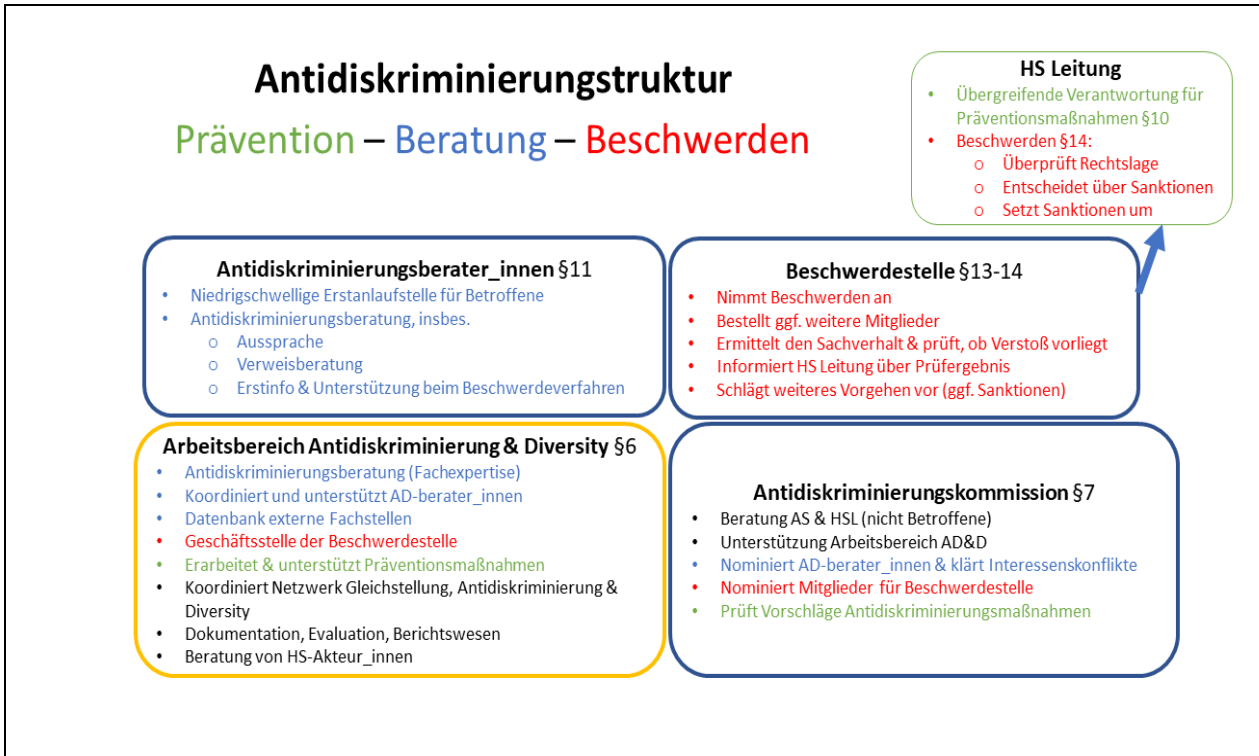 Antidiskriminierungstruktur
Prävention – Beratung – Beschwerden
HS Leitung
• Übergreifende Verantwortung für
Präventionsmaßnahmen §10
• Beschwerden §14:
o Überprüft Rechtslage
o Entscheidet über Sanktionen
o Setzt Sanktionen um
Antidiskriminierungsberater_innen §11
• Niedrigschwellige Erstanlaufstelle für Betroffene
• Antidiskriminierungsberatung, insbes.
o Aussprache
o Verweisberatung
o Erstinfo & Unterstützung beim Beschwerdeverfahren
Beschwerdestelle §13-14
• Nimmt Beschwerden an
• Bestellt ggf. weitere Mitglieder
• Ermittelt den Sachverhalt & prüft, ob Verstoß vorliegt
• Informiert HS Leitung über Prüfergebnis
• Schlägt weiteres Vorgehen vor (ggf. Sanktionen)
Arbeitsbereich Antidiskriminierung & Diversity §6
• Antidiskriminierungsberatung (Fachexpertise)
• Koordiniert und unterstützt AD-berater_innen
• Datenbank externe Fachstellen
• Geschäftsstelle der Beschwerdestelle
• Erarbeitet & unterstützt Präventionsmaßnahmen
• Koordiniert Netzwerk Gleichstellung, Antidiskriminierung &
Diversity
• Dokumentation, Evaluation, Berichtswesen
• Beratung von HS-Akteur_innen
Antidiskriminierungskommission §7
• Beratung AS & HSL (nicht Betroffene)
• Unterstützung Arbeitsbereich AD&D
• Nominiert AD-berater_innen & klärt Interessenskonflikte
• Nominiert Mitglieder für Beschwerdestelle
• Prüft Vorschläge Antidiskriminierungsmaßnahmen